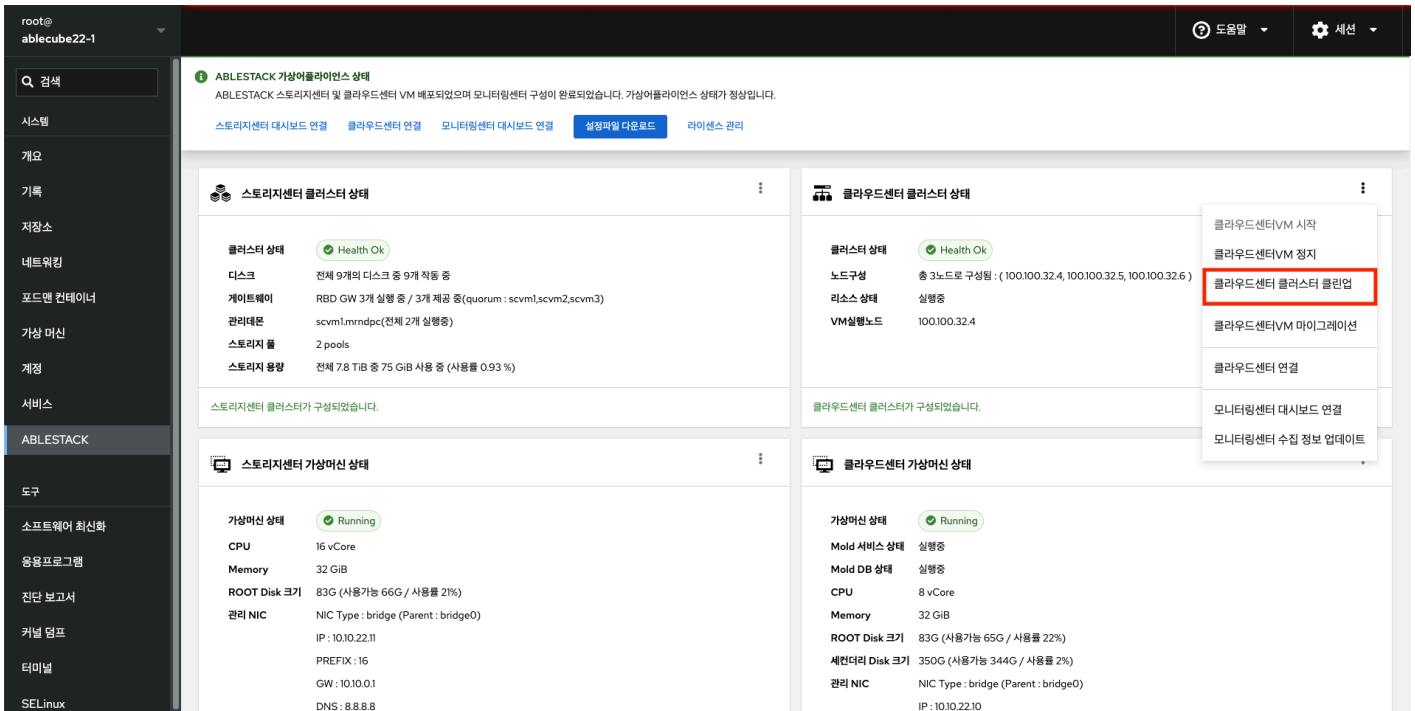 root@
ablecube22-1
도움말
세션
검색
시스템
개요
기록
저장소
네트워킹
포드맨 컨테이너
가상 머신
계정
서비스
ABLESTACK
도구
소프트웨어 최신화
응용프로그램
진단 보고서
커널 덤프
터미널
SELinux
ABLESTACK 가상어플라이언스 상태
ABLESTACK 스토리지센터 및 클라우드센터 VM 배포되었으며 모니터링센터 구성이 완료되었습니다. 가상어플라이언스 상태가 정상입니다.
스토리지센터 대시보드 연결 클라우드센터 연결 모니터링센터 대시보드 연결 설정파일 다운로드 라이센스 관리
스토리지센터 클러스터 상태
클러스터 상태 Health Ok
디스크 전체 9개의 디스크 중 9개 작동 중
게이트웨이 RBD GW 3개 실행 중 / 3개 제공 중(quorum : scvm1,scvm2,scvm3)
관리데몬 scvm1.mrndpc(전체 2개 실행중)
스토리지 풀 2 pools
스토리지 용량 전체 7.8 TiB 중 75 GiB 사용 중 (사용률 0.93 %)
스토리지센터 클러스터가 구성되었습니다.
클라우드센터 클러스터 상태
클러스터 상태 Health Ok
노드구성 총 3노드로 구성됨 : ( 100.100.32.4, 100.100.32.5, 100.100.32.6 )
리소스 상태 실행중
VM실행노드 100.100.32.4
클라우드센터 클러스터가 구성되었습니다.
클라우드센터VM 시작
클라우드센터VM 정지
클라우드센터 클러스터 클린업
클라우드센터VM 마이그레이션
클라우드센터 연결
모니터링센터 대시보드 연결
모니터링센터 수집 정보 업데이트
스토리지센터 가상머신 상태
가상머신 상태 Running
CPU 16 vCore
Memory 32 GiB
ROOT Disk 크기 83G (사용가능 66G / 사용률 21%)
관리 NIC NIC Type : bridge (Parent : bridge0)
IP : 10.10.22.11
PREFIX : 16
GW : 10.10.0.1
DNS : 8.8.8.8
클라우드센터 가상머신 상태
가상머신 상태 Running
Mold 서비스 상태 실행중
Mold DB 상태 실행중
CPU 8 vCore
Memory 32 GiB
ROOT Disk 크기 83G (사용가능 65G / 사용률 22%)
세컨더리 Disk 크기 350G (사용가능 344G / 사용률 2%)
관리 NIC NIC Type : bridge (Parent : bridge0)
IP : 10.10.22.10